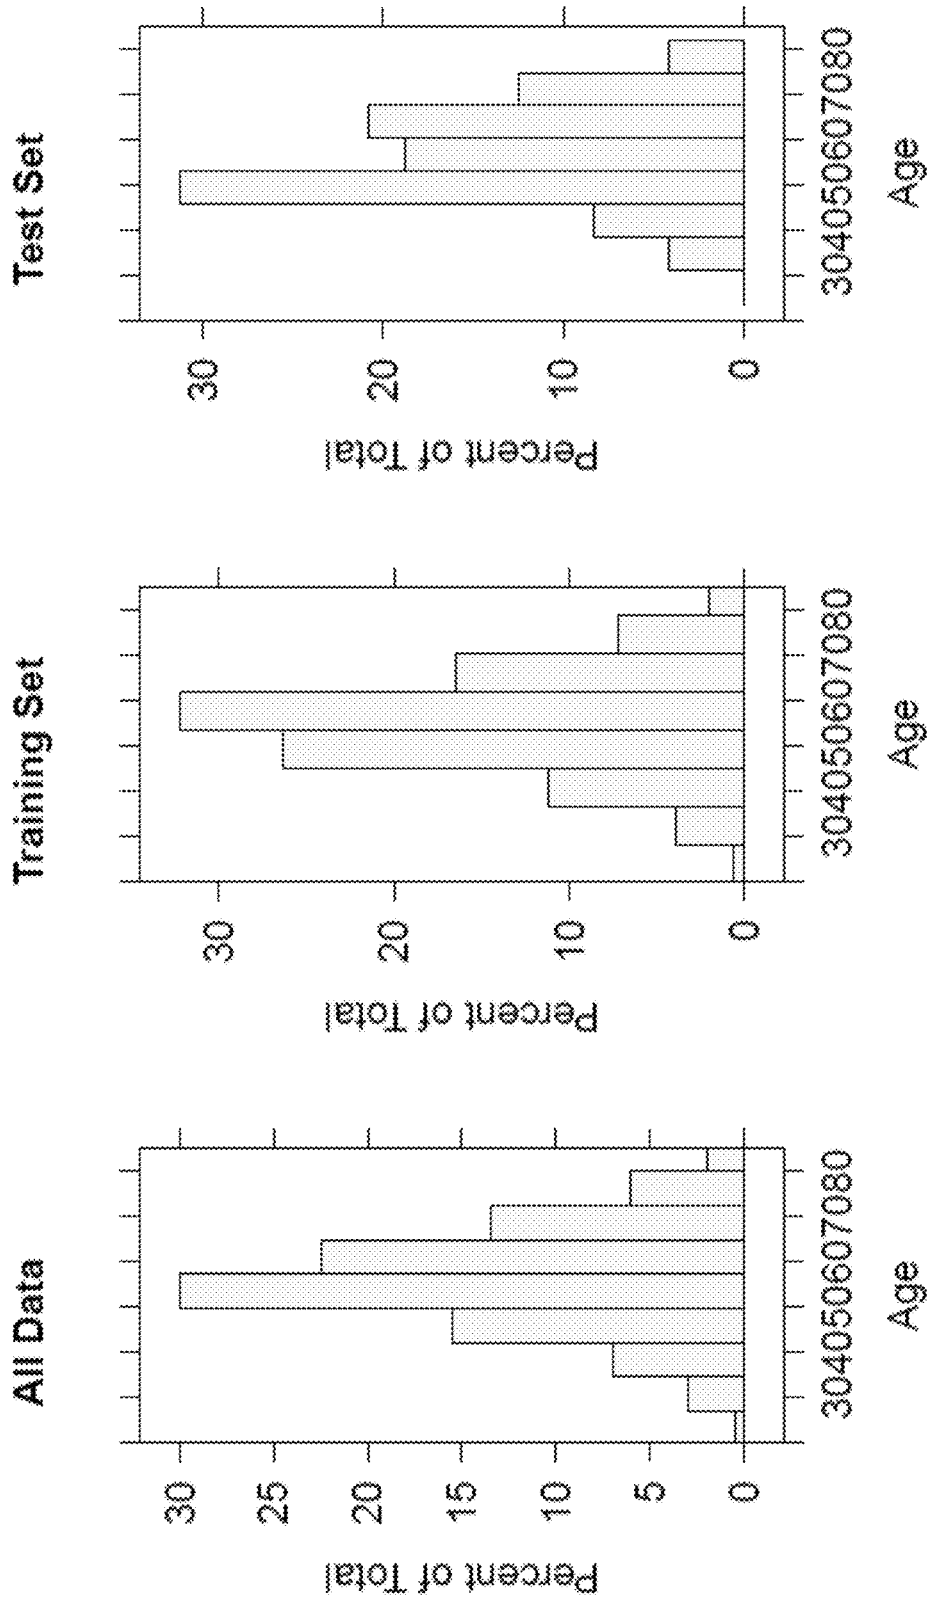 All Data
Percent of Total
30
25
20
15
10
5
0
304050607080
Age
Training Set
Percent of Total
30
20
10
0
304050607080
Age
Test Set
Percent of Total
30
20
10
0
304050607080
Age